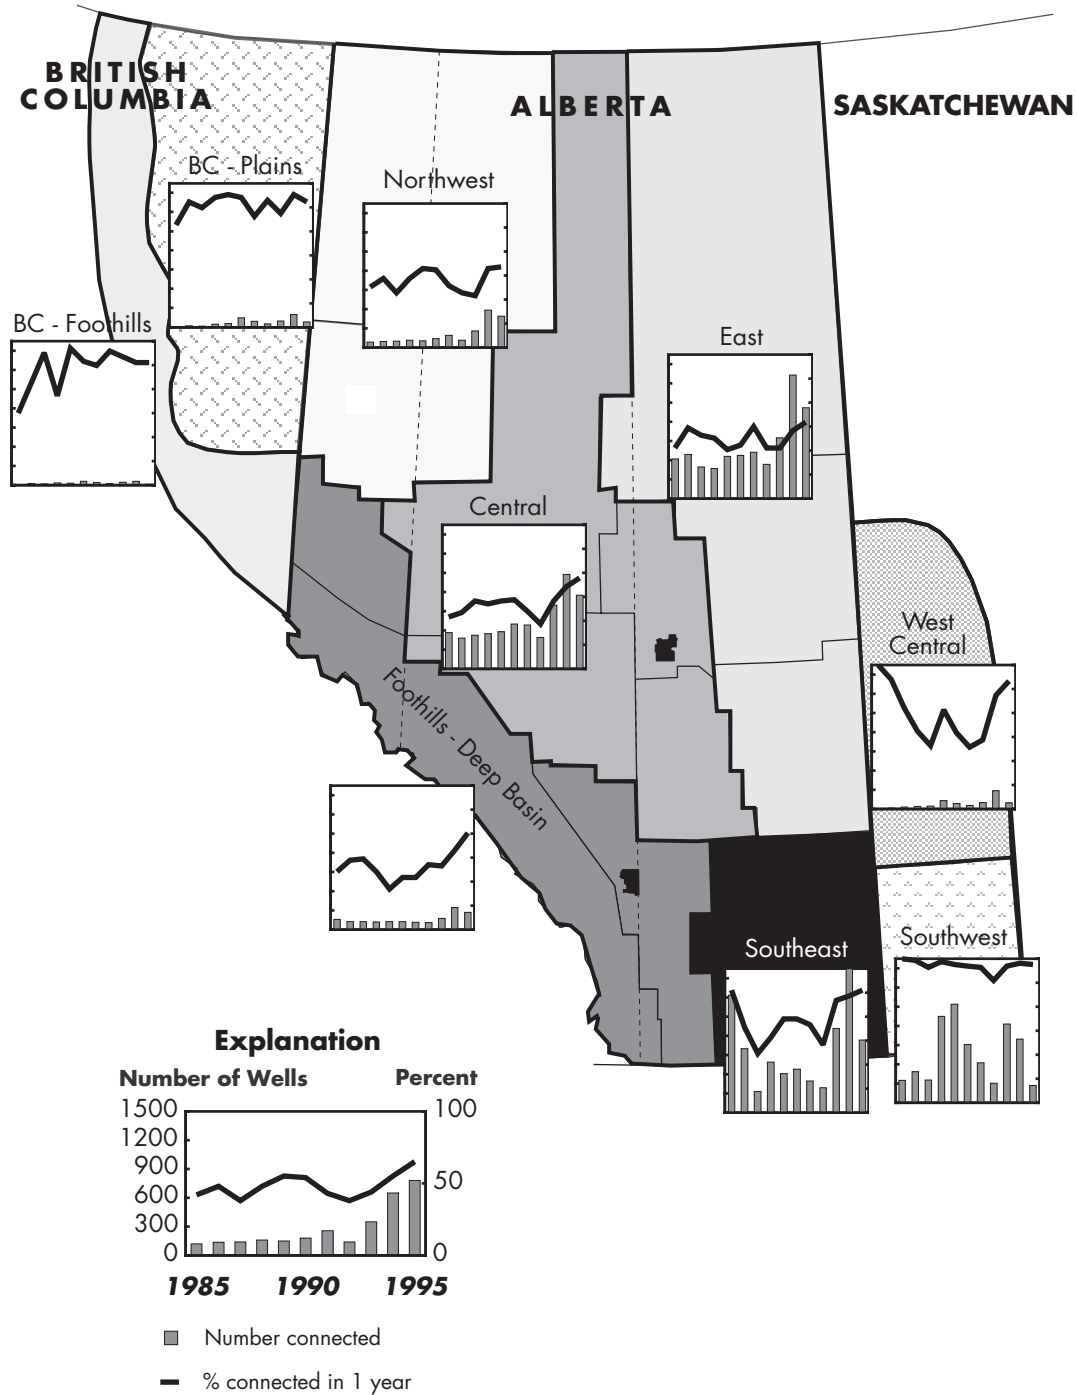 BRITISH
COLUMBIA
ALBERTA
SASKATCHEWAN
BC - Plains
Northwest
BC - Foothills
East
Central
West
Central
Foothills - Deep Basin
Southeast
Southwest
Explanation
Number of Wells Percent
1500 100
1200
900
600 50
300
0 0
1985 1990 1995
Number connected
% connected in 1 year